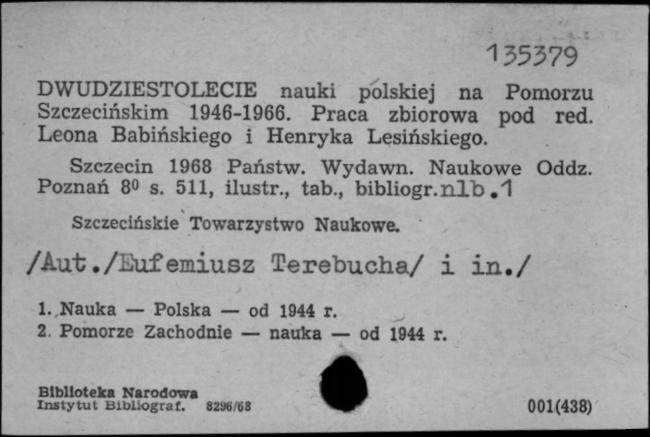 135379
DWUDZIESTOLECIE nauki polskiej na Pomorzu
Szczecińskim 1946-1966. Praca zbiorowa pod red.
Leona Babińskiego i Henryka Lesińskiego.
Szczecin 1968 Państw. Wydawn. Naukowe Oddz.
Poznań 8⁰ s. 511, ilustr., tab., bibliogr. nlb.1
Szczecińskie Towarzystwo Naukowe.
/Aut./Eufemiusz Terebucha/ i in./
1. Nauka — Polska — od 1944 r.
2. Pomorze Zachodnie — nauka — od 1944 r.
Biblioteka Narodowa
Instytut Bibliograf. 8296/68
001(438)